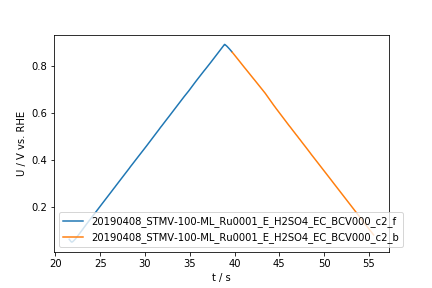 0.8
0.6
0.4
0.2
U / V vs. RHE
20190408_STMV-100-ML_Ru0001_E_H2SO4_EC_BCV000_c2_f
20190408_STMV-100-ML_Ru0001_E_H2SO4_EC_BCV000_c2_b
20 25 30 35 40 45 50 55
t / s